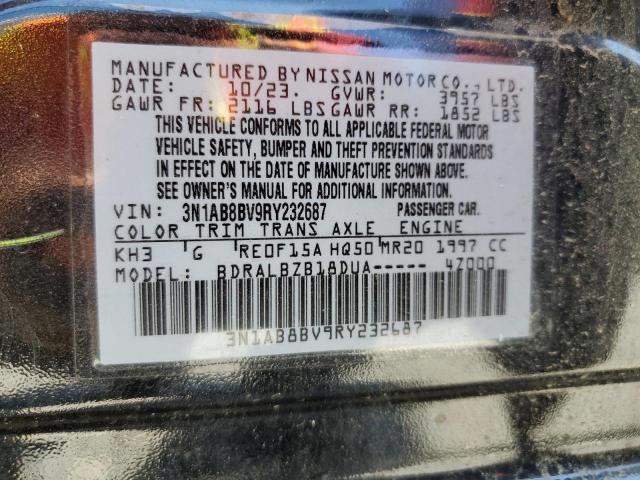 MANUFACTURED BY NISSAN MOTOR CO., LTD.
DATE: 10/23. GVWR: 3957 LBS
GAWR FR: 2116 LBS GAWR RR: 1852 LBS
THIS VEHICLE CONFORMS TO ALL APPLICABLE FEDERAL MOTOR
VEHICLE SAFETY, BUMPER AND THEFT PREVENTION STANDARDS
IN EFFECT ON THE DATE OF MANUFACTURE SHOWN ABOVE.
SEE OWNER'S MANUAL FOR ADDITIONAL INFORMATION.
VIN: 3N1AB8BV9RY232687 PASSENGER CAR.
COLOR TRIM TRANS AXLE ENGINE
KH3 G RE0F15A HQ50 MR20 1997 CC
MODEL: BDRALBZB18DUA----- 4Z000
3N1AB8BV9RY232687